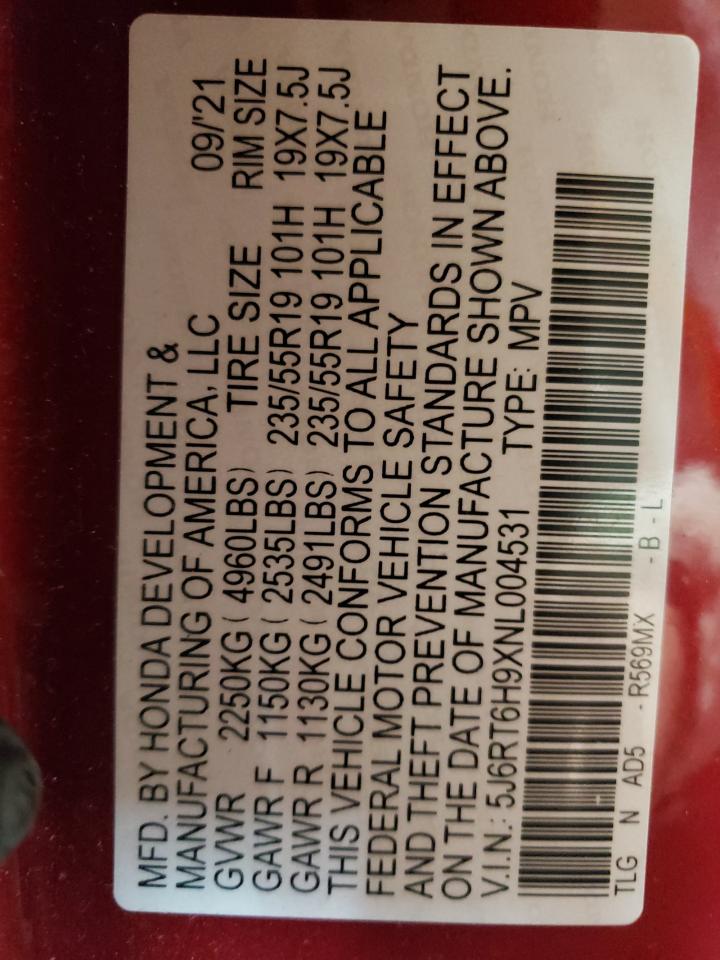 MFD. BY HONDA DEVELOPMENT & 09/'21
MANUFACTURING OF AMERICA, LLC
GVWR 2250KG ( 4960LBS) TIRE SIZE RIM SIZE
GAWR F 1150KG ( 2535LBS) 235/55R19 101H 19X7.5J
GAWR R 1130KG ( 2491LBS) 235/55R19 101H 19X7.5J
THIS VEHICLE CONFORMS TO ALL APPLICABLE
FEDERAL MOTOR VEHICLE SAFETY
AND THEFT PREVENTION STANDARDS IN EFFECT
ON THE DATE OF MANUFACTURE SHOWN ABOVE.
V.I.N.: 5J6RT6H9XNL004531 TYPE: MPV
TLG N AD5 - R569MX - B - L